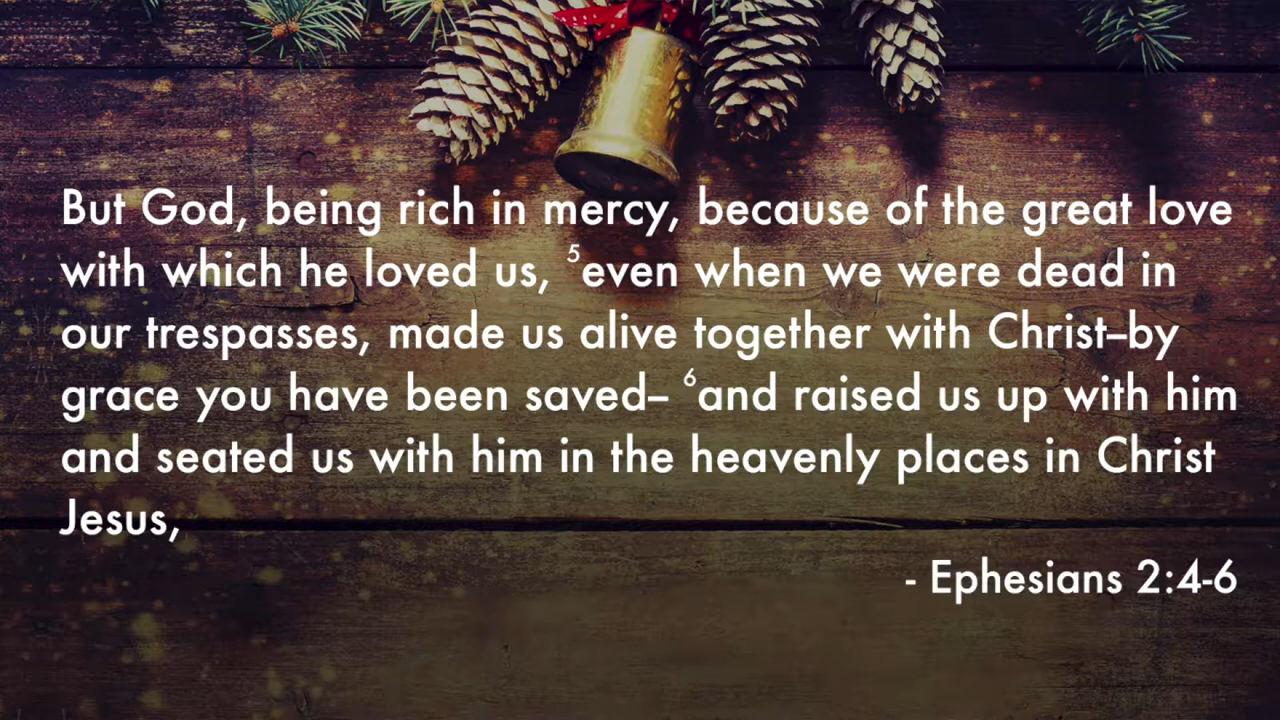 But God, being rich in mercy, because of the great love
with which he loved us, ⁵even when we were dead in
our trespasses, made us alive together with Christ–by
grace you have been saved– ⁶and raised us up with him
and seated us with him in the heavenly places in Christ
Jesus,
- Ephesians 2:4-6